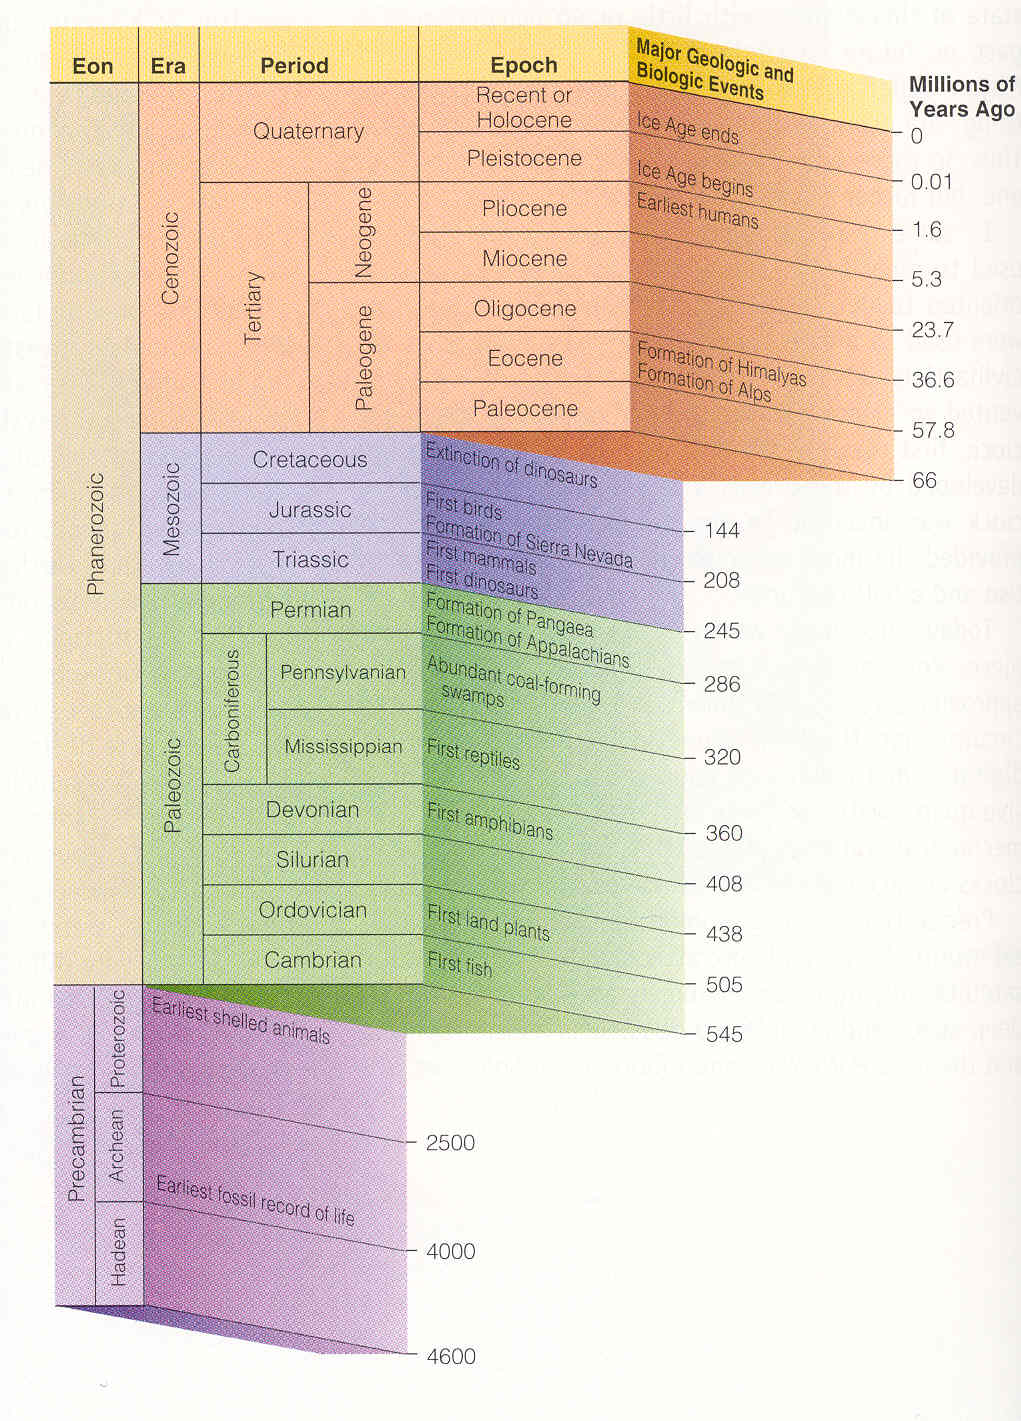 Eon Era Period Epoch Major Geologic and
Biologic Events
Millions of
Years Ago
Recent or
Holocene
0
Quaternary
Ice Age ends
Pleistocene
0.01
Ice Age begins
Pliocene
Earliest humans
1.6
Neogene
Miocene
5.3
Cenozoic
Tertiary
Oligocene
23.7
Paleogene
Eocene
Formation of Himalyas
36.6
Formation of Alps
Paleocene
57.8
66
Cretaceous
Extinction of dinosaurs
Mesozoic
Jurassic
First birds
144
Formation of Sierra Nevada
Triassic
First mammals
208
First dinosaurs
Phanerozoic
Permian
Formation of Pangaea
245
Formation of Appalachians
Carboniferous
Pennsylvanian
Abundant coal-forming
swamps
286
Mississippian
First reptiles
320
Paleozoic
Devonian
First amphibians
360
Silurian
408
Ordovician
FIrst land plants
438
Cambrian
FIrst fish
505
545
Precambrian
Proterozoic
Earliest shelled animals
2500
Archean
Earliest fossil record of life
4000
Hadean
4600